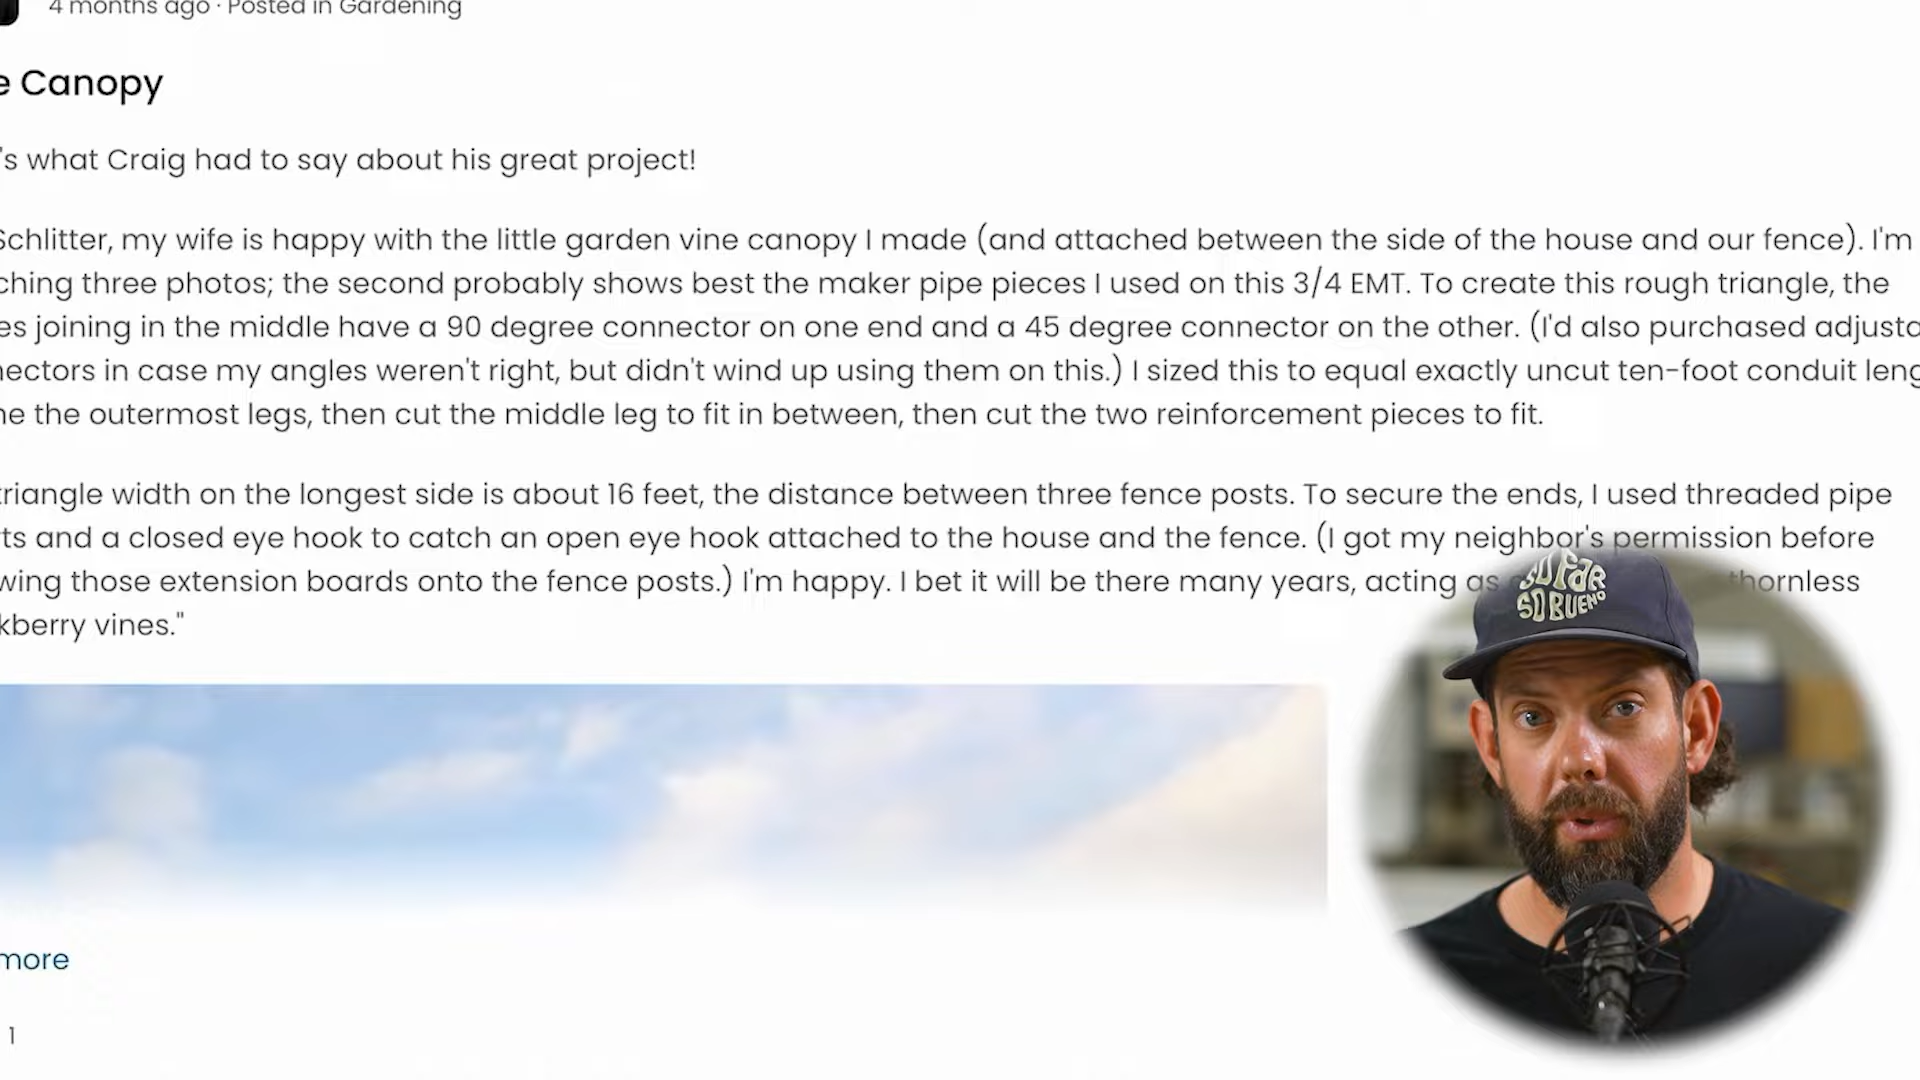 4 months ago · Posted in Gardening
e Canopy
's what Craig had to say about his great project!
Schlitter, my wife is happy with the little garden vine canopy I made (and attached between the side of the house and our fence). I'm
ching three photos; the second probably shows best the maker pipe pieces I used on this 3/4 EMT. To create this rough triangle, the
es joining in the middle have a 90 degree connector on one end and a 45 degree connector on the other. (I'd also purchased adjusta
nectors in case my angles weren't right, but didn't wind up using them on this.) I sized this to equal exactly uncut ten-foot conduit leng
me the outermost legs, then cut the middle leg to fit in between, then cut the two reinforcement pieces to fit.
triangle width on the longest side is about 16 feet, the distance between three fence posts. To secure the ends, I used threaded pipe
ts and a closed eye hook to catch an open eye hook attached to the house and the fence. (I got my neighbor's permission before
wing those extension boards onto the fence posts.) I'm happy. I bet it will be there many years, acting as thornless
kberry vines."
SO FAR
SO BUENO
more
1